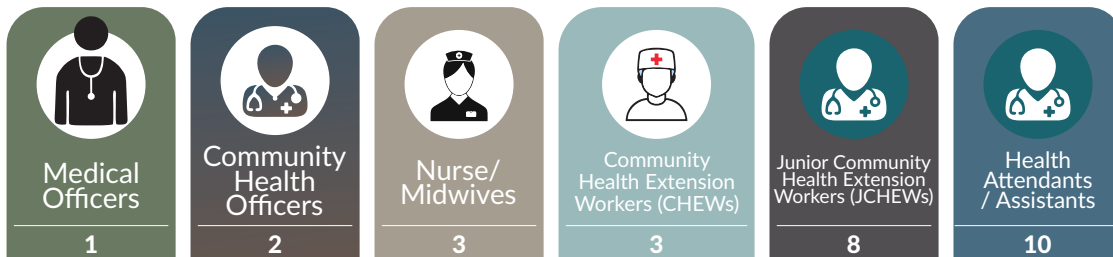 Medical
Officers
1
Community
Health
Officers
2
Nurse/
Midwives
3
Community
Health Extension
Workers (CHEWs)
3
Junior Community
Health Extension
Workers (JCHEWs)
8
Health
Attendants
/ Assistants
10